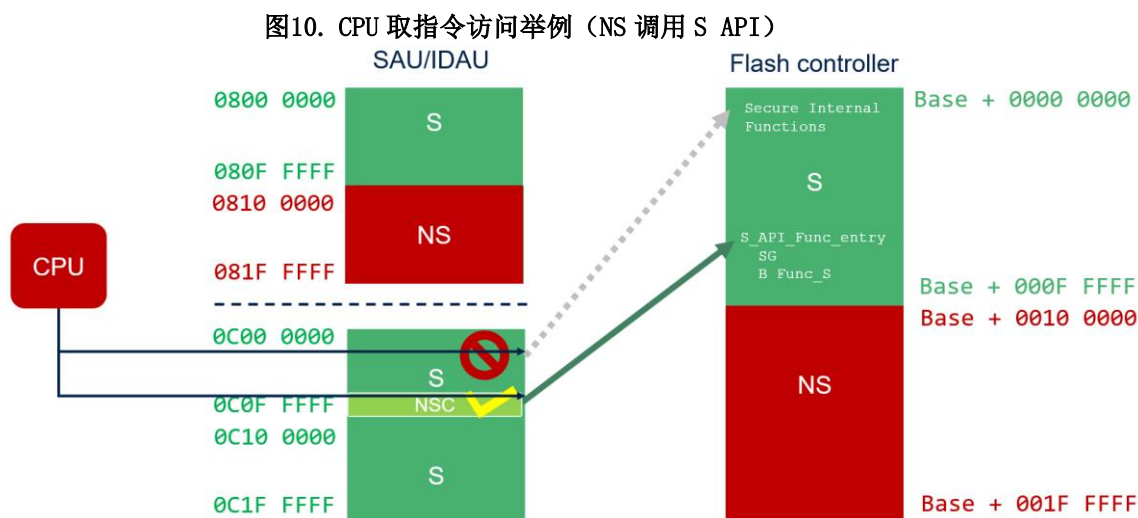 图10. CPU 取指令访问举例（NS 调用 S API）
SAU/IDAU
Flash controller
0800 0000
S
080F FFFF
0810 0000
NS
081F FFFF
CPU
0C00 0000
S
NSC
0C0F FFFF
0C10 0000
S
0C1F FFFF
Secure Internal
Functions
S
S_API_Func_entry
SG
B Func_S
NS
Base + 0000 0000
Base + 000F FFFF
Base + 0010 0000
Base + 001F FFFF